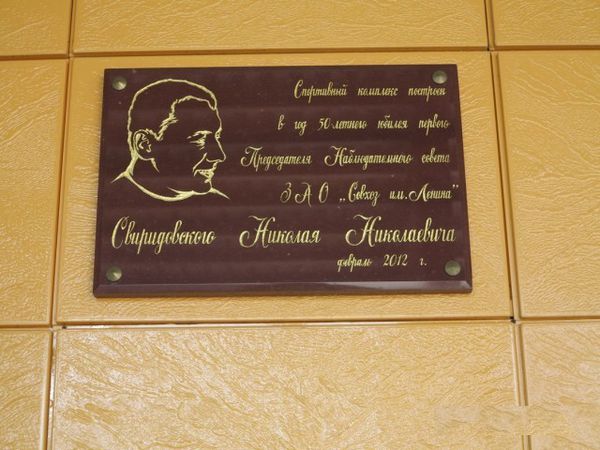 Спортивный комплекс построен
в год 50-летнего юбилея первого
Председателя Наблюдательного совета
ЗАО „Совхоз им. Ленина"
Свиридовского Николая Николаевича
февраль 2012 г.